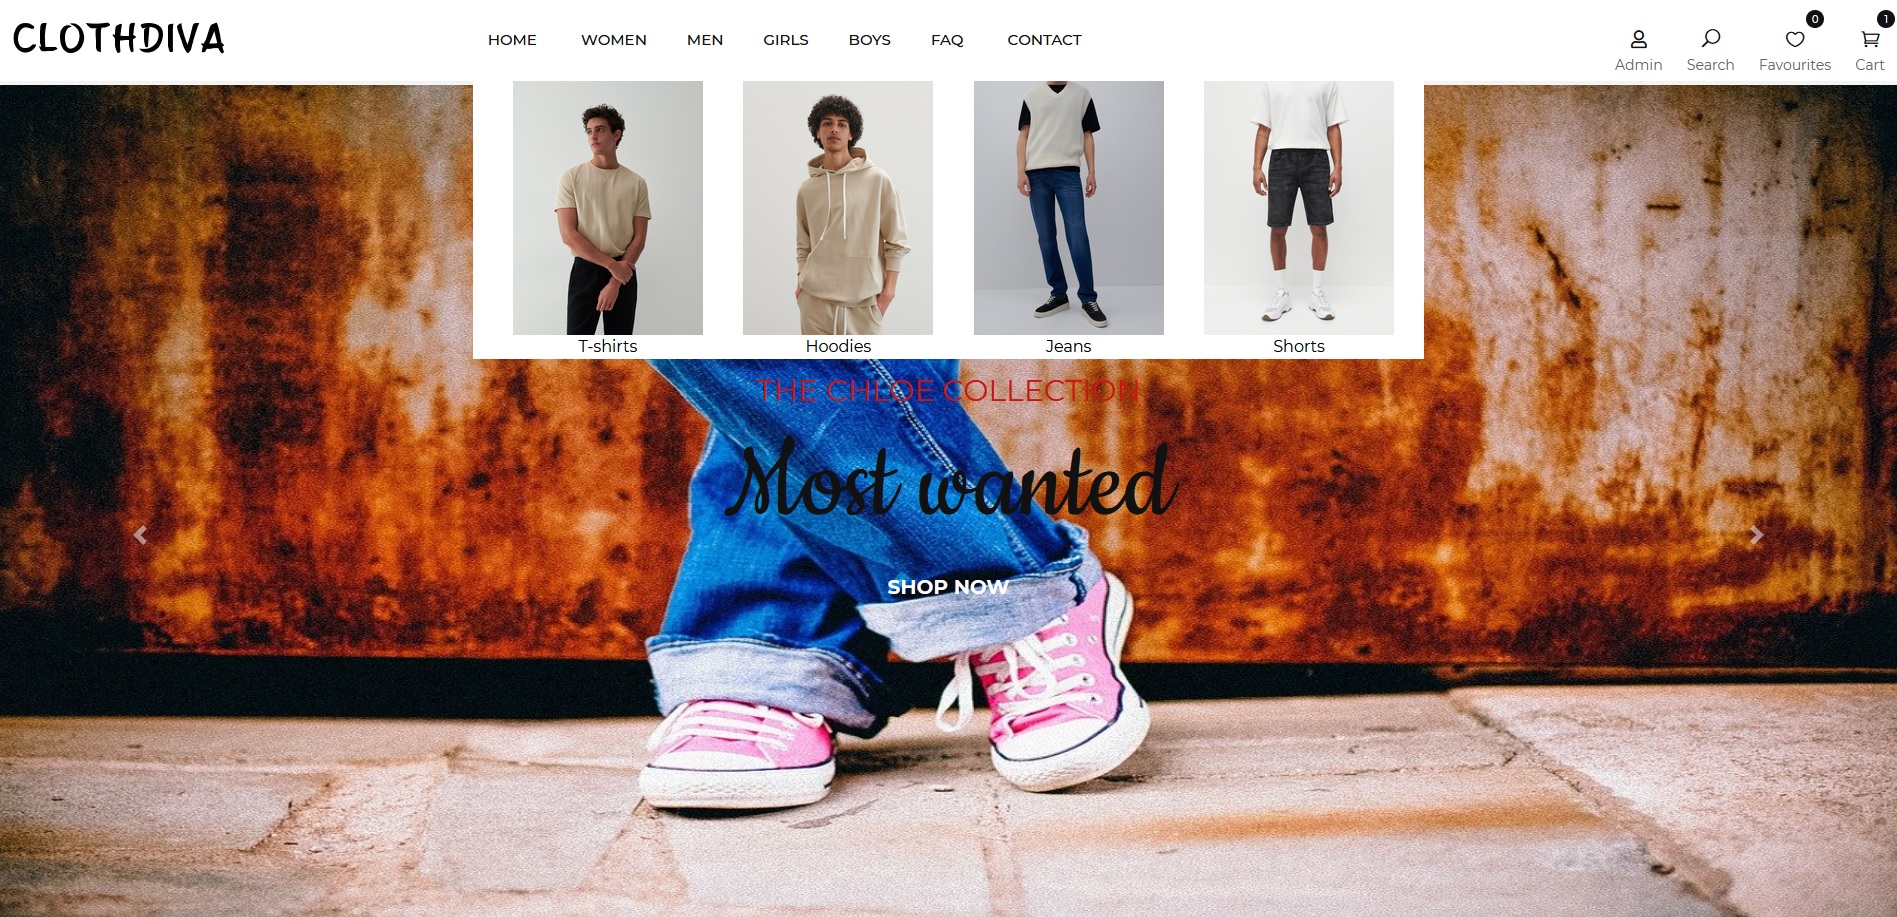 CLOTHDIVA
HOME WOMEN MEN GIRLS BOYS FAQ CONTACT
0
1
Admin Search Favourites Cart
T-shirts Hoodies Jeans Shorts
THE CHLOE COLLECTION
Most wanted
SHOP NOW